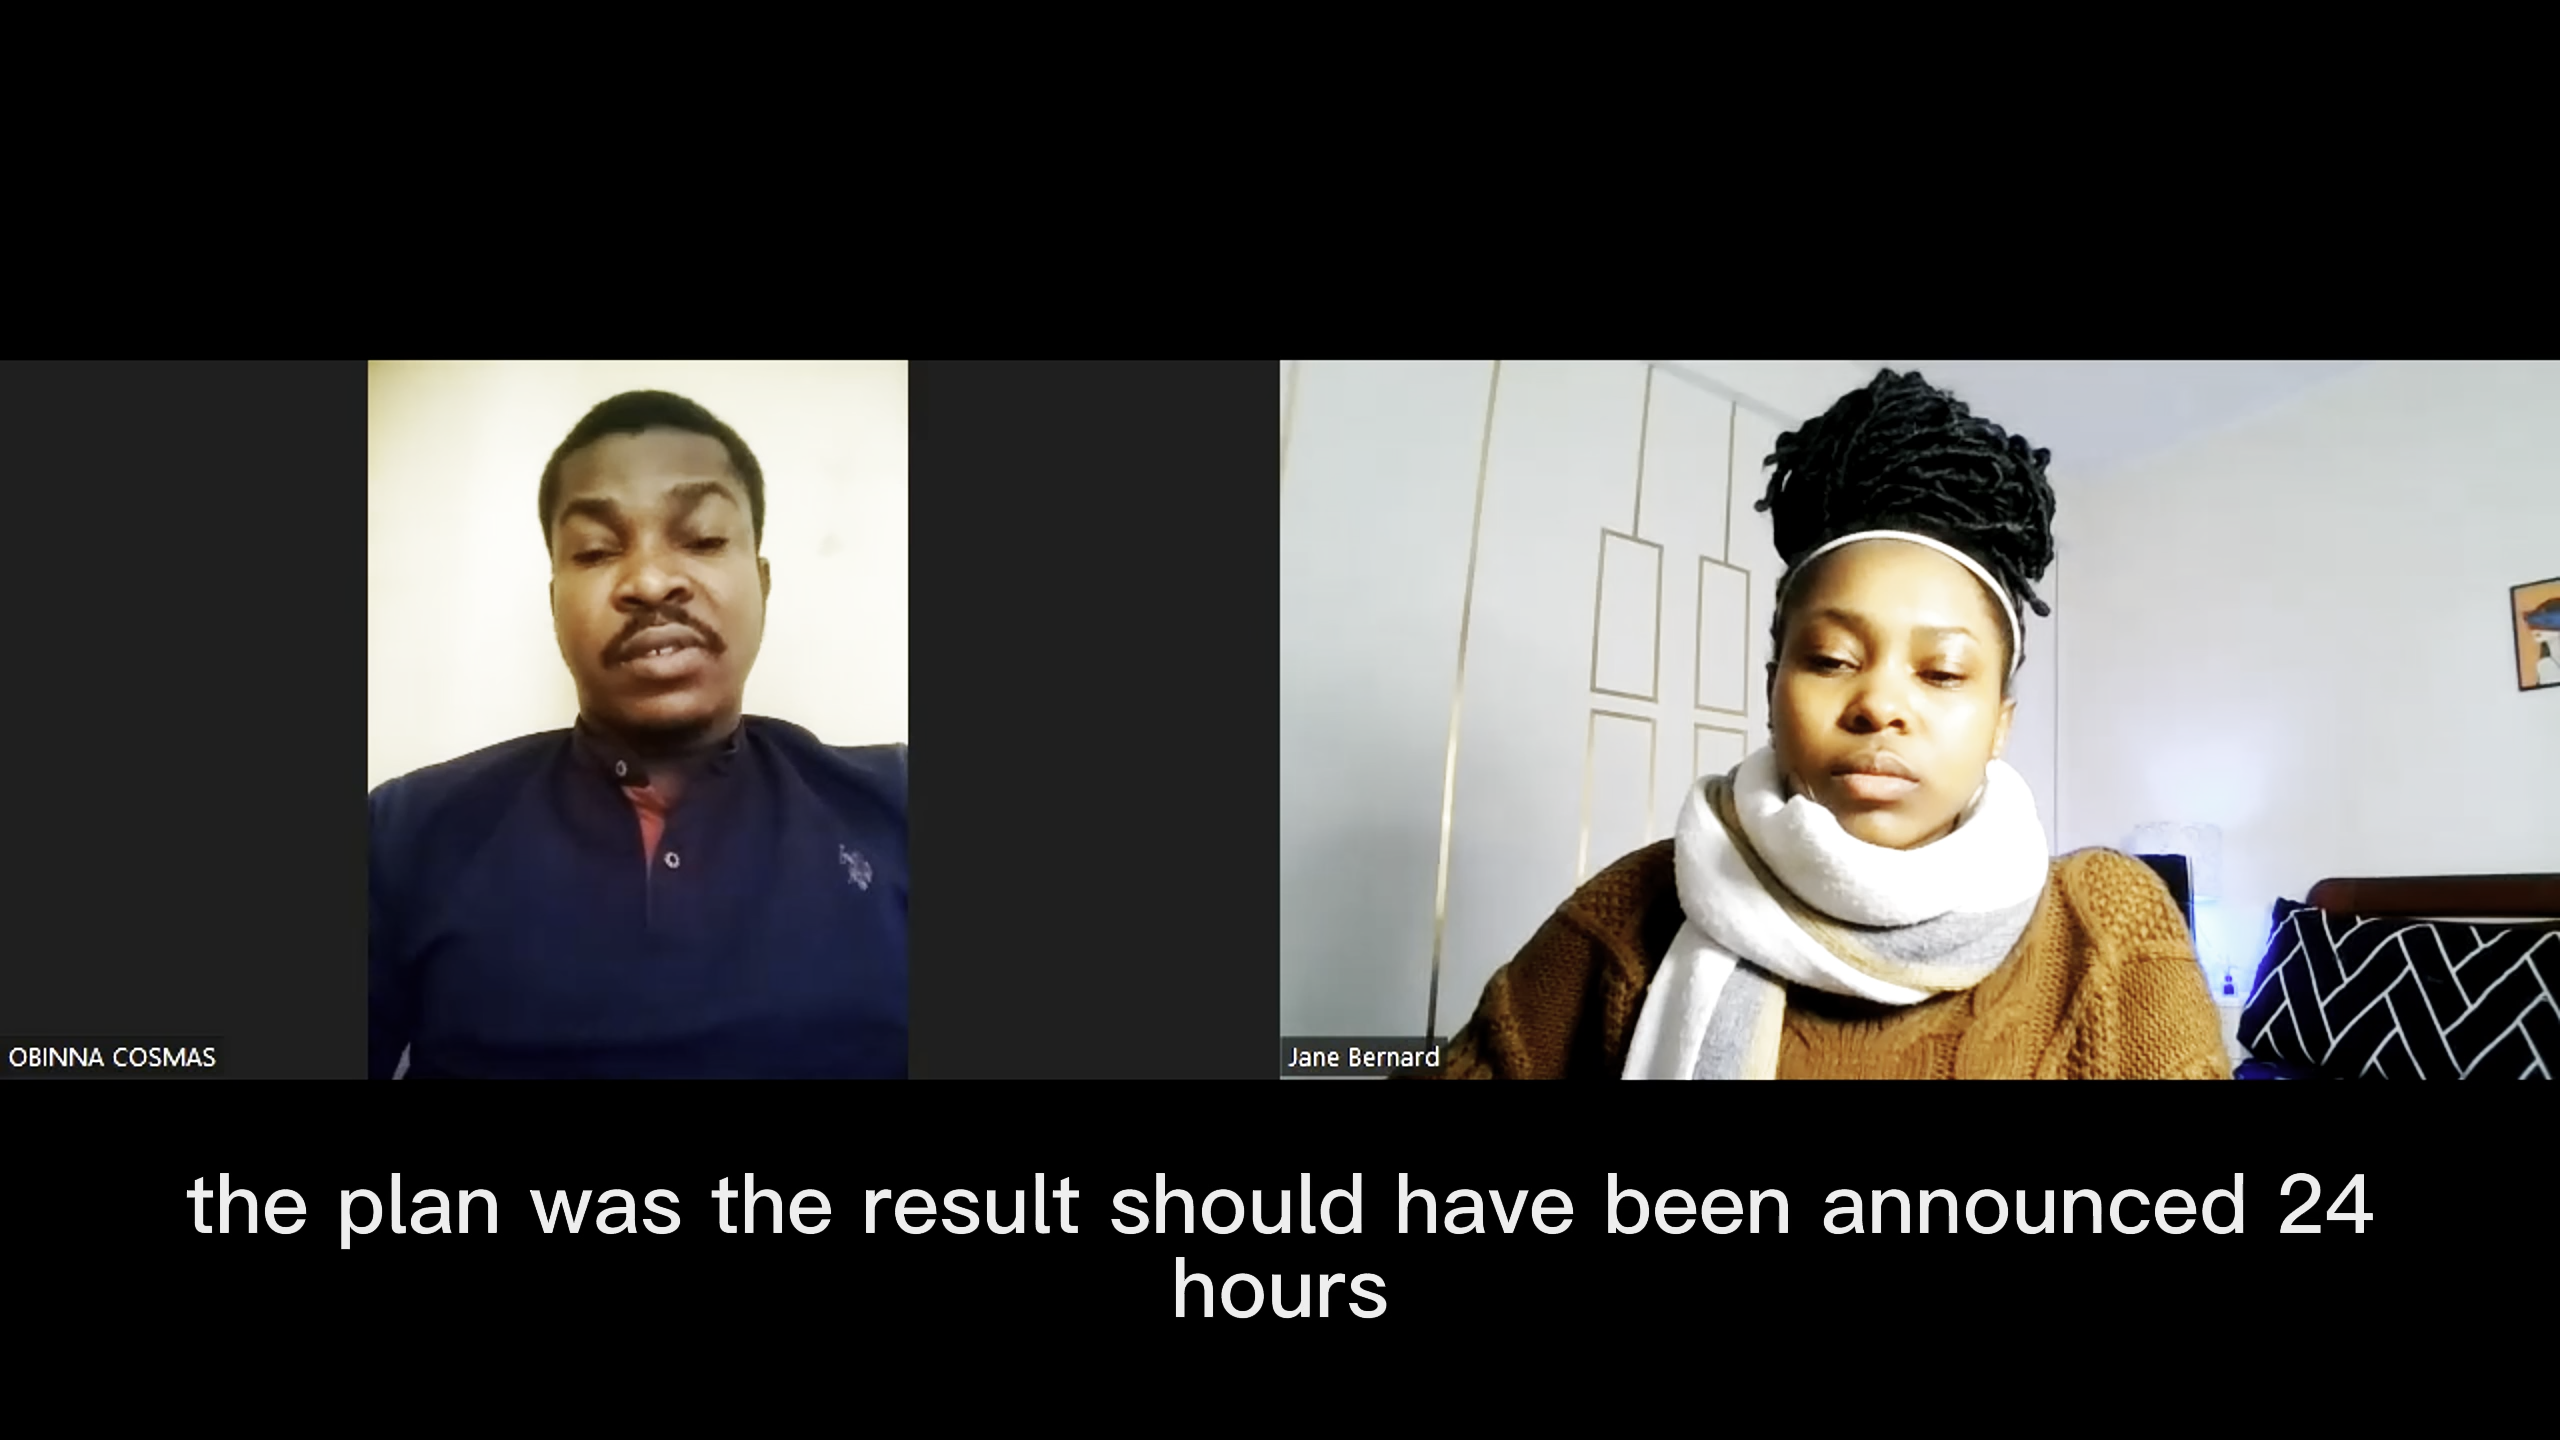 OBINNA COSMAS
Jane Bernard
the plan was the result should have been announced 24
hours